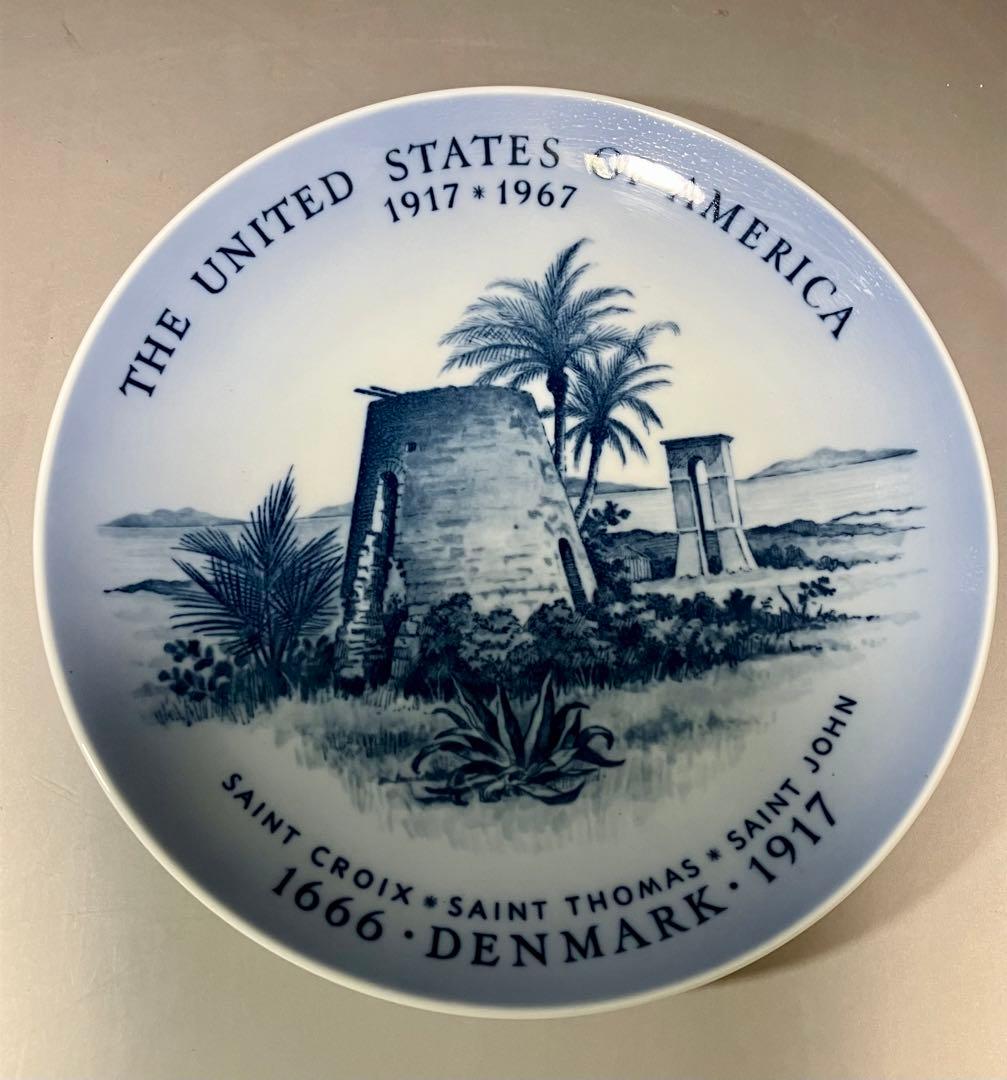 THE UNITED STATES OF AMERICA
1917 * 1967
SAINT CROIX * SAINT THOMAS * SAINT JOHN
1666 · DENMARK · 1917